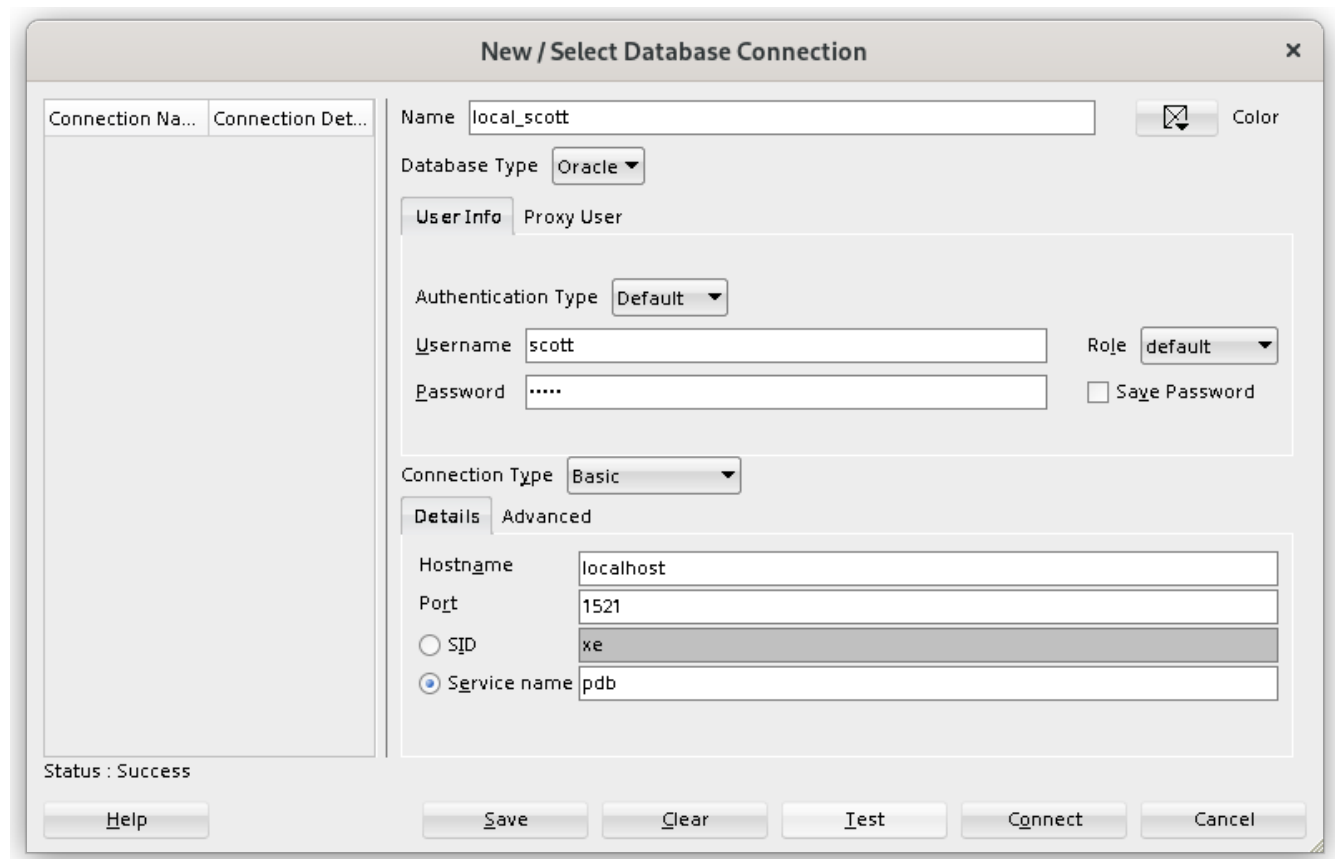 New / Select Database Connection
Connection Na... Connection Det...
Name local_scott Color
Database Type Oracle
User Info Proxy User
Authentication Type Default
Username scott Role default
Password ••••• Save Password
Connection Type Basic
Details Advanced
Hostname localhost
Port 1521
SID xe
Service name pdb
Status : Success
Help Save Clear Test Connect Cancel